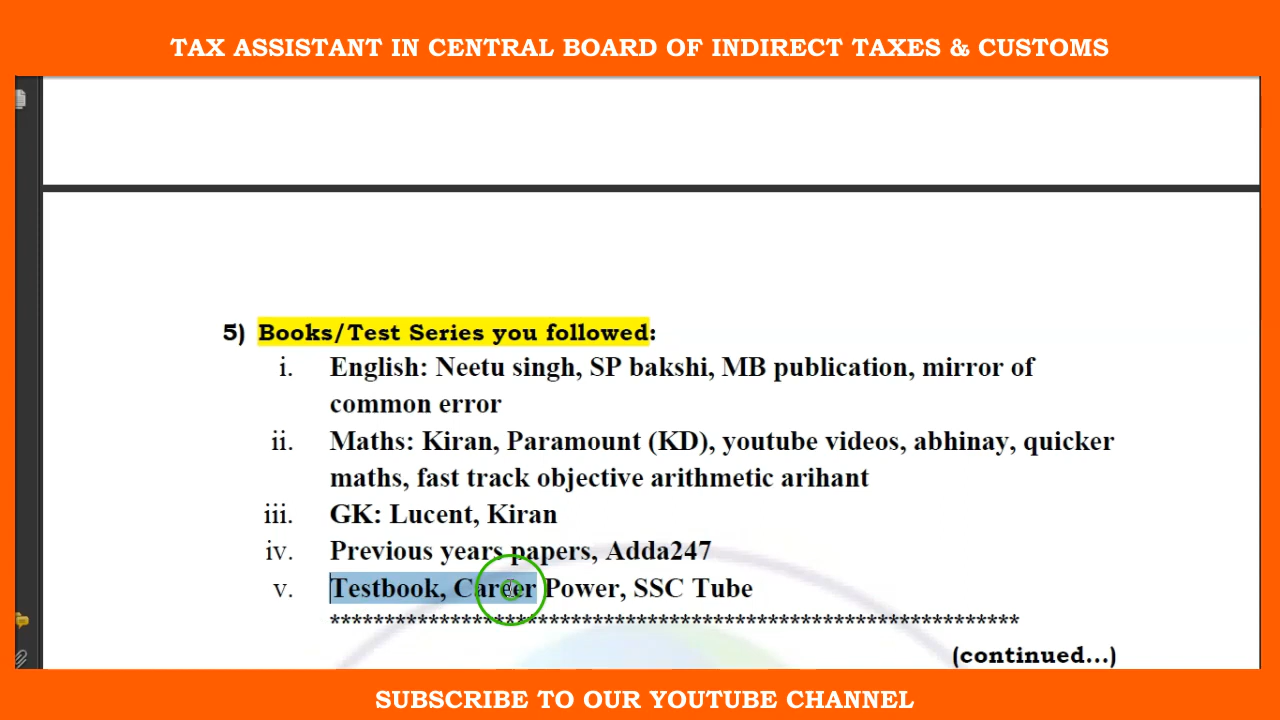 TAX ASSISTANT IN CENTRAL BOARD OF INDIRECT TAXES & CUSTOMS
5) Books/Test Series you followed:
i. English: Neetu singh, SP bakshi, MB publication, mirror of
common error
ii. Maths: Kiran, Paramount (KD), youtube videos, abhinay, quicker
maths, fast track objective arithmetic arihant
iii. GK: Lucent, Kiran
iv. Previous years papers, Adda247
v. Testbook, Career Power, SSC Tube
***************************************************************
(continued...)
SUBSCRIBE TO OUR YOUTUBE CHANNEL